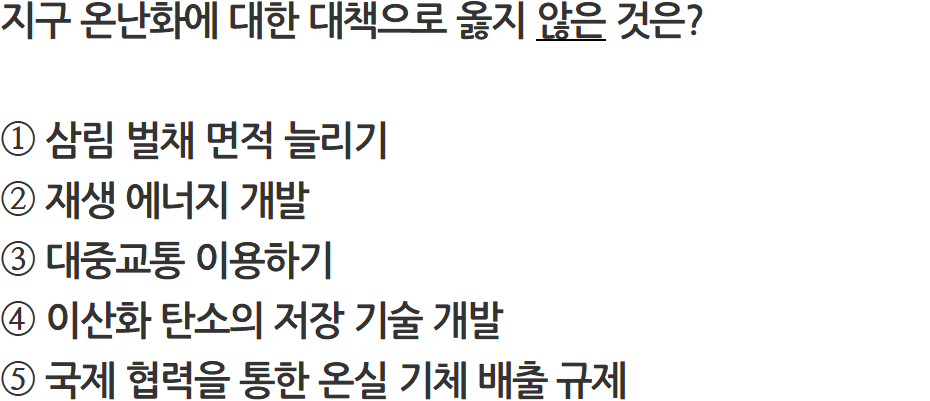 지구 온난화에 대한 대책으로 옳지 않은 것은?
① 삼림 벌채 면적 늘리기
② 재생 에너지 개발
③ 대중교통 이용하기
④ 이산화 탄소의 저장 기술 개발
⑤ 국제 협력을 통한 온실 기체 배출 규제